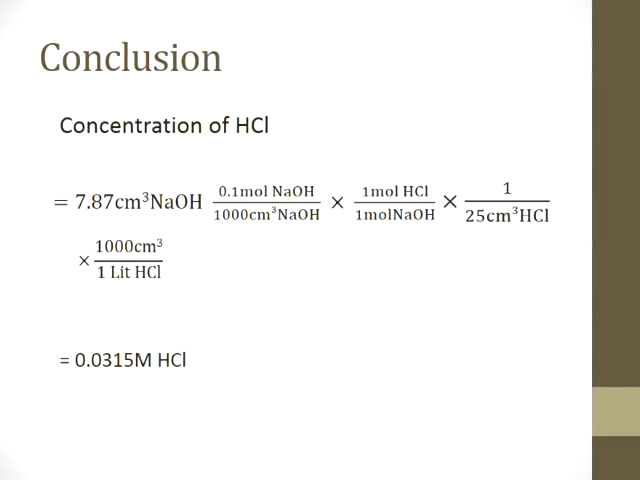 Conclusion
Concentration of HCl
= 7.87cm³NaOH 0.1mol NaOH/1000cm³NaOH × 1mol HCl/1molNaOH × 1/25cm³HCl
× 1000cm³/1 Lit HCl
= 0.0315M HCl